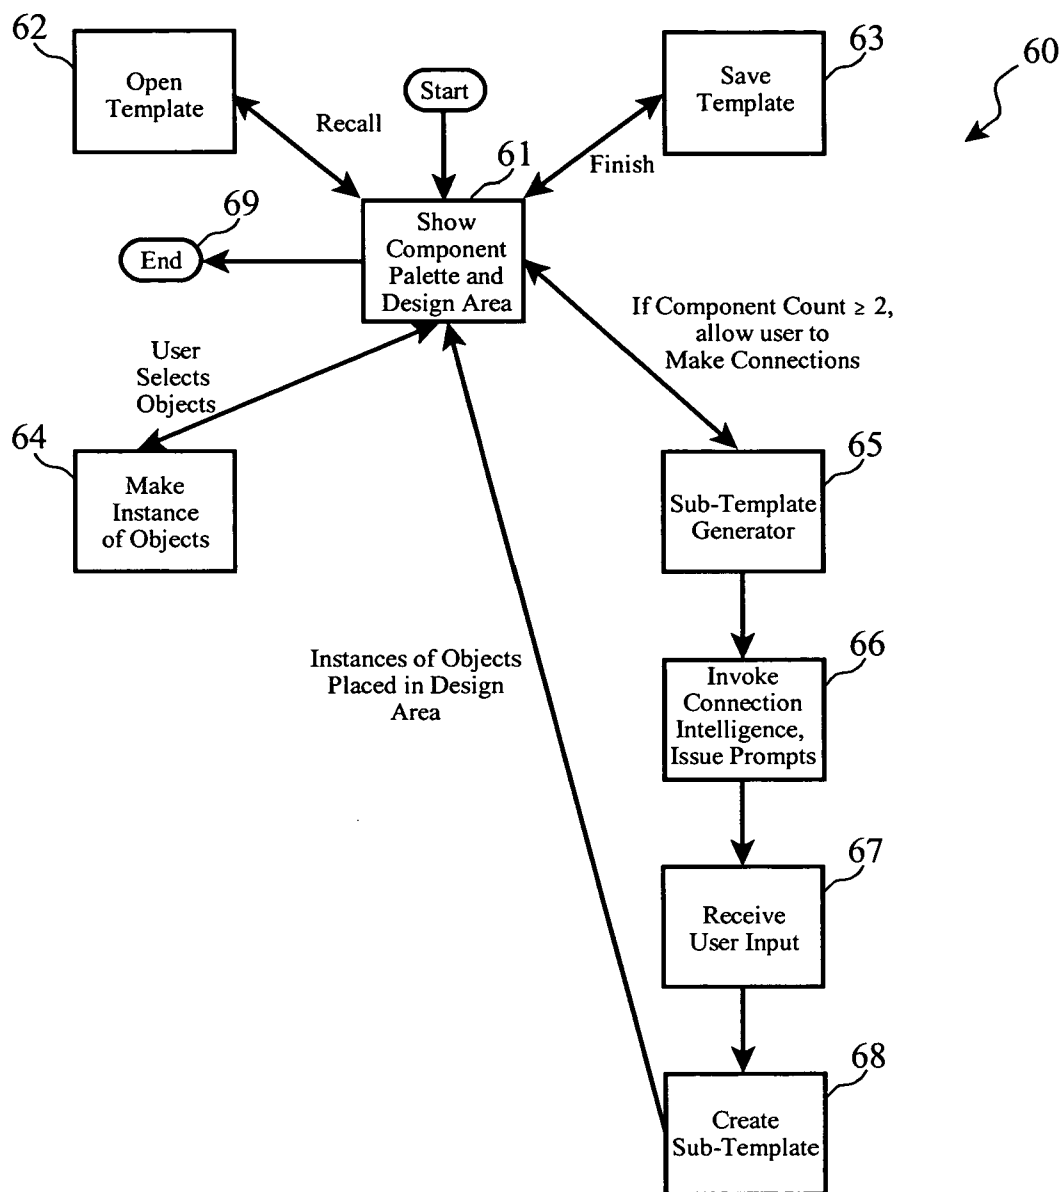 62
Open
Template
Recall
Start
63
Save
Template
60
Finish
61
Show
Component
Palette and
Design Area
69
End
If Component Count ≥ 2,
allow user to
Make Connections
User
Selects
Objects
64
Make
Instance
of Objects
65
Sub-Template
Generator
Instances of Objects
Placed in Design
Area
66
Invoke
Connection
Intelligence,
Issue Prompts
67
Receive
User Input
68
Create
Sub-Template